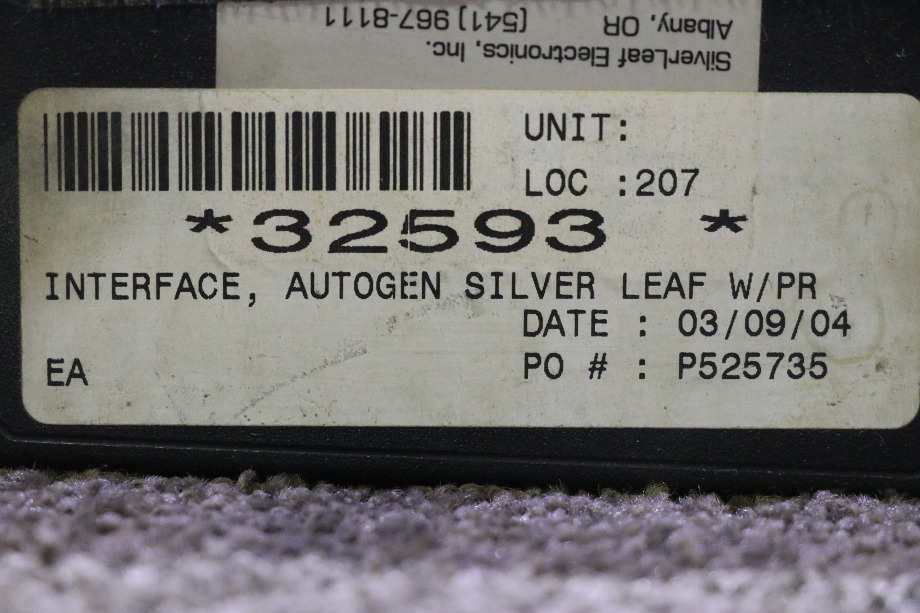 SilverLeaf Electronics, Inc.
Albany, OR (541) 967-8111
UNIT:
LOC :207
*32593 *
INTERFACE, AUTOGEN SILVER LEAF W/PR
DATE : 03/09/04
EA PO # : P525735